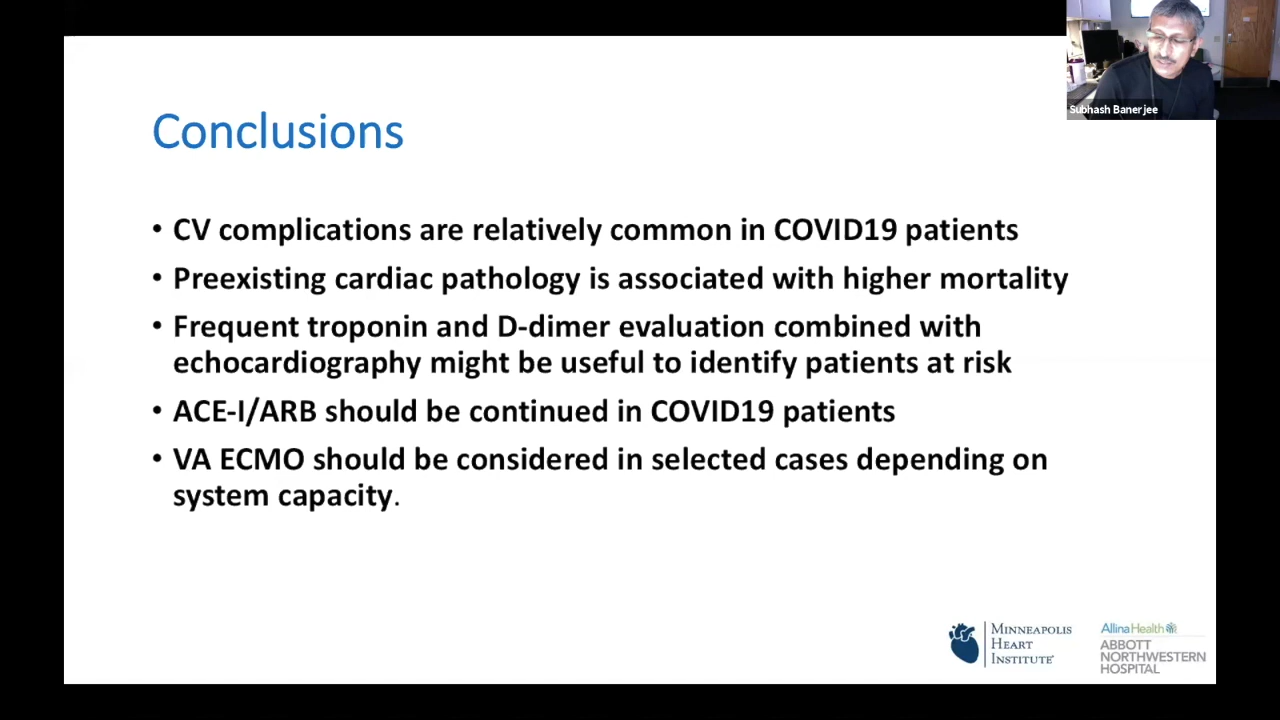 Subhash Banerjee
Conclusions
• CV complications are relatively common in COVID19 patients
• Preexisting cardiac pathology is associated with higher mortality
• Frequent troponin and D-dimer evaluation combined with
echocardiography might be useful to identify patients at risk
• ACE-I/ARB should be continued in COVID19 patients
• VA ECMO should be considered in selected cases depending on
system capacity.
MINNEAPOLIS
HEART
INSTITUTE
AllinaHealth
ABBOTT
NORTHWESTERN
HOSPITAL